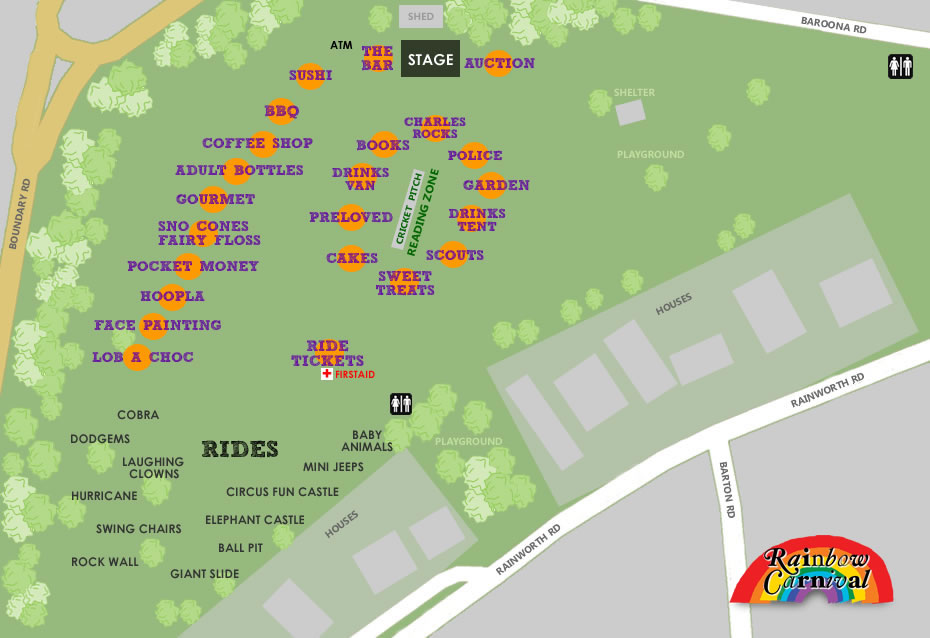 SHED
BAROONA RD
ATM
THE
BAR
STAGE
AUCTION
SUSHI
SHELTER
BBQ
CHARLES
ROCKS
COFFEE SHOP
BOOKS
POLICE
PLAYGROUND
ADULT BOTTLES
DRINKS
VAN
GARDEN
GOURMET
CRICKET PITCH
READING ZONE
BOUNDARY RD
PRELOVED
DRINKS
TENT
SNO CONES
FAIRY FLOSS
CAKES
SCOUTS
POCKET MONEY
SWEET
TREATS
HOOPLA
HOUSES
FACE PAINTING
LOB A CHOC
RIDE
TICKETS
FIRSTAID
RAINWORTH RD
COBRA
DODGEMS
RIDES
BABY
ANIMALS
PLAYGROUND
LAUGHING
CLOWNS
MINI JEEPS
HURRICANE
CIRCUS FUN CASTLE
BARTON RD
SWING CHAIRS
ELEPHANT CASTLE
HOUSES
ROCK WALL
BALL PIT
RAINWORTH RD
GIANT SLIDE
Rainbow
Carnival